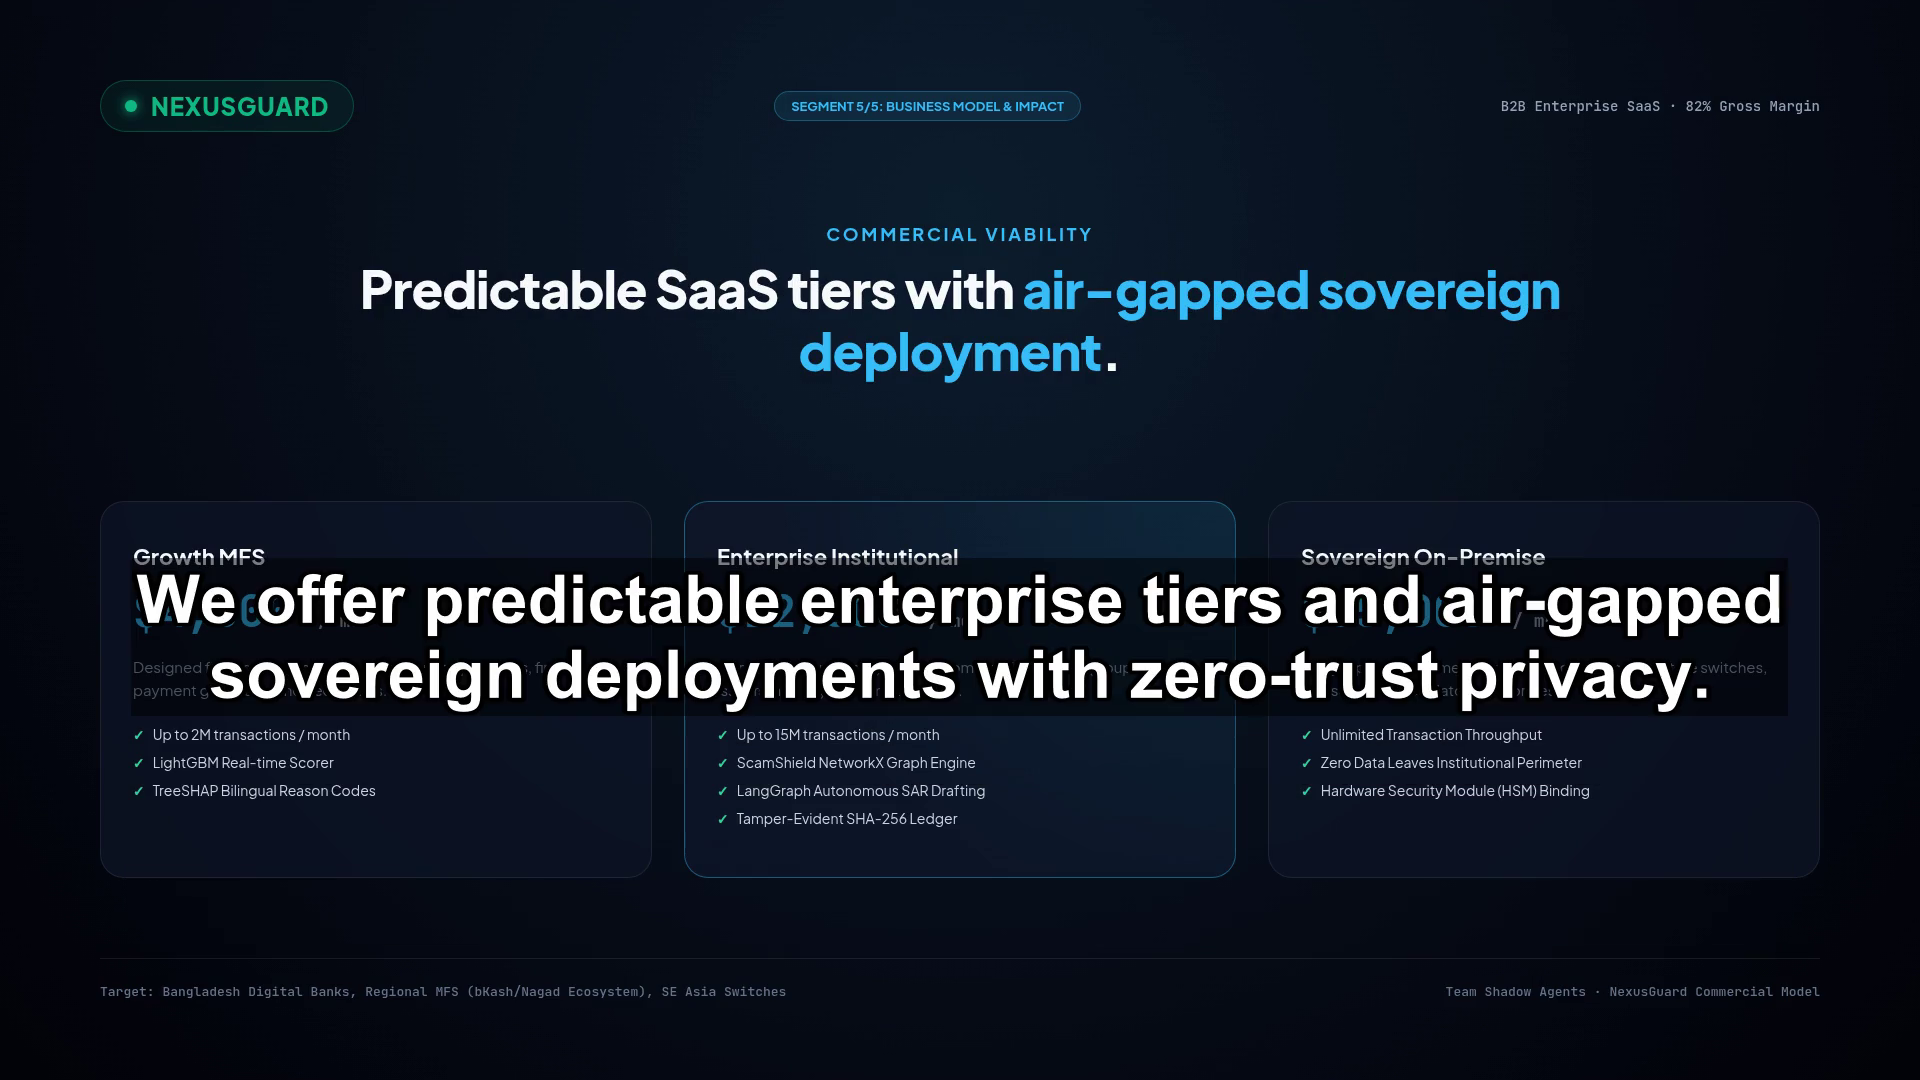 NEXUSGUARD
SEGMENT 5/5: BUSINESS MODEL & IMPACT
B2B Enterprise SaaS · 82% Gross Margin
COMMERCIAL VIABILITY
Predictable SaaS tiers with air-gapped sovereign
deployment.
Growth MFS
Enterprise Institutional
Sovereign On-Premise
We offer predictable enterprise tiers and air-gapped
sovereign deployments with zero-trust privacy.
Designed
payment
switches,
✓ Up to 2M transactions / month
✓ LightGBM Real-time Scorer
✓ TreeSHAP Bilingual Reason Codes
✓ Up to 15M transactions / month
✓ ScamShield NetworkX Graph Engine
✓ LangGraph Autonomous SAR Drafting
✓ Tamper-Evident SHA-256 Ledger
✓ Unlimited Transaction Throughput
✓ Zero Data Leaves Institutional Perimeter
✓ Hardware Security Module (HSM) Binding
Target: Bangladesh Digital Banks, Regional MFS (bKash/Nagad Ecosystem), SE Asia Switches
Team Shadow Agents · NexusGuard Commercial Model